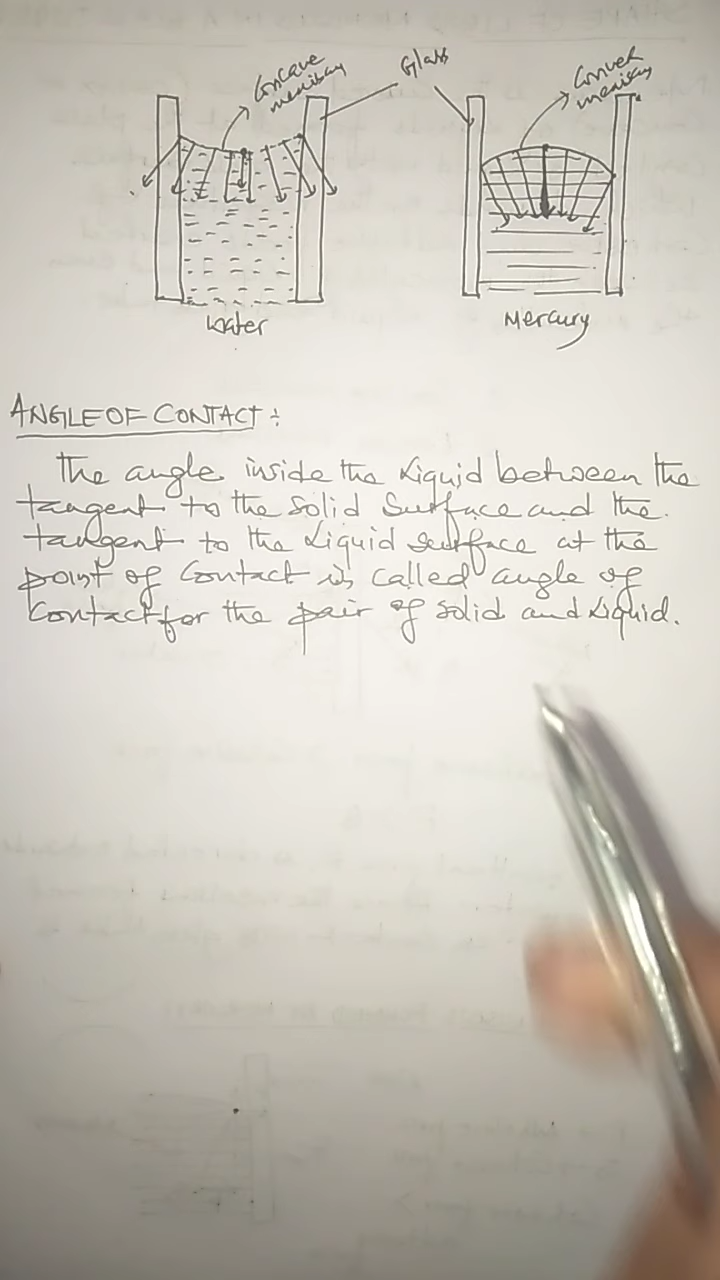 Concave
meniscus
Glass
Convex
meniscus
Water
Mercury
ANGLE OF CONTACT :
The angle inside the liquid between the
tangent to the solid surface and the
tangent to the liquid surface at the
point of contact is called angle of
Contact for the pair of solid and liquid.